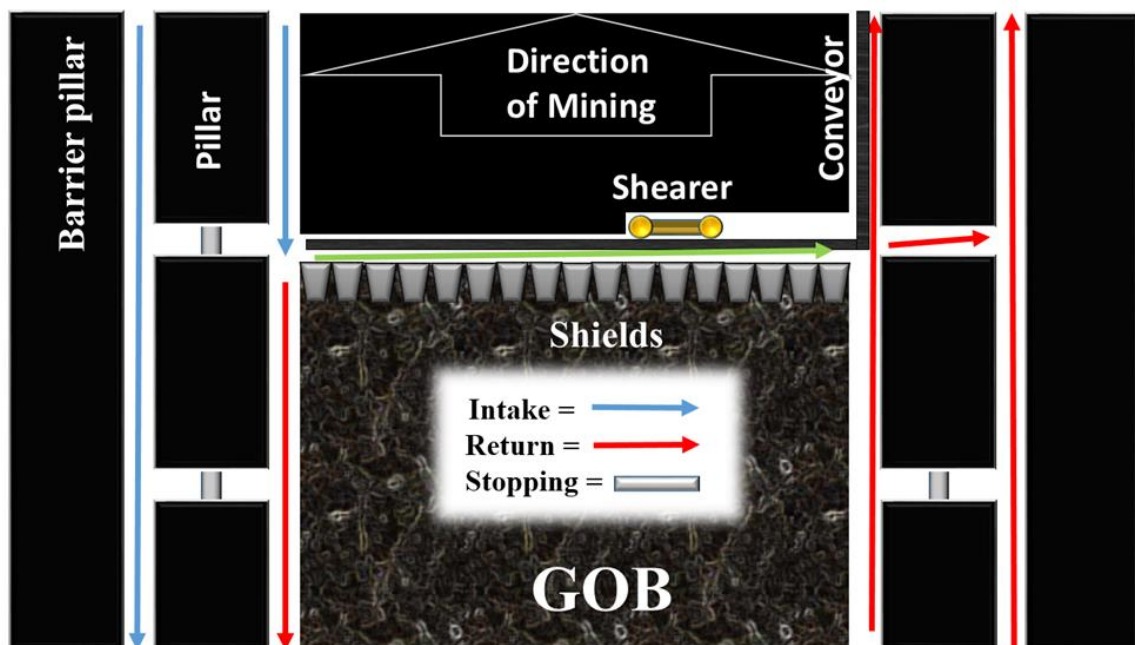 Barrier pillar
Pillar
Direction
of Mining
Conveyor
Shearer
Shields
Intake =
Return =
Stopping =
GOB